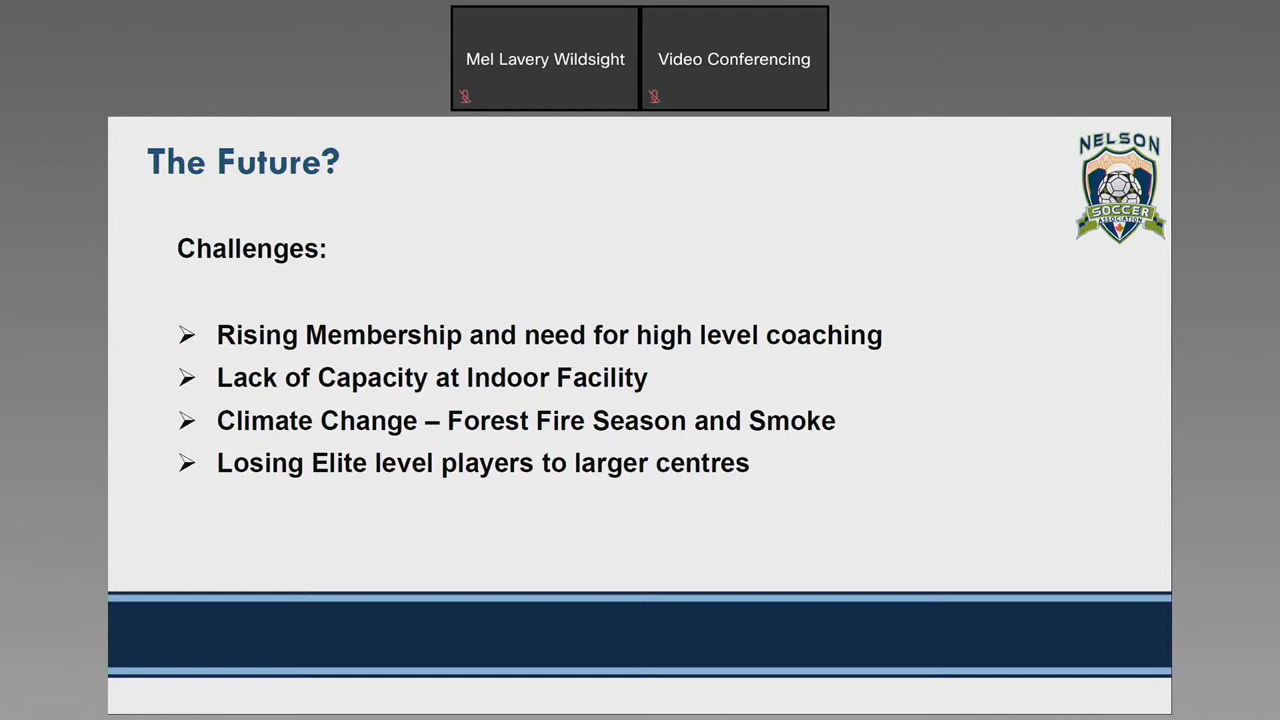 Mel Lavery Wildsight
Video Conferencing
The Future?
NELSON
SOCCER
ASSOCIATION
Challenges:
➢ Rising Membership and need for high level coaching
➢ Lack of Capacity at Indoor Facility
➢ Climate Change – Forest Fire Season and Smoke
➢ Losing Elite level players to larger centres